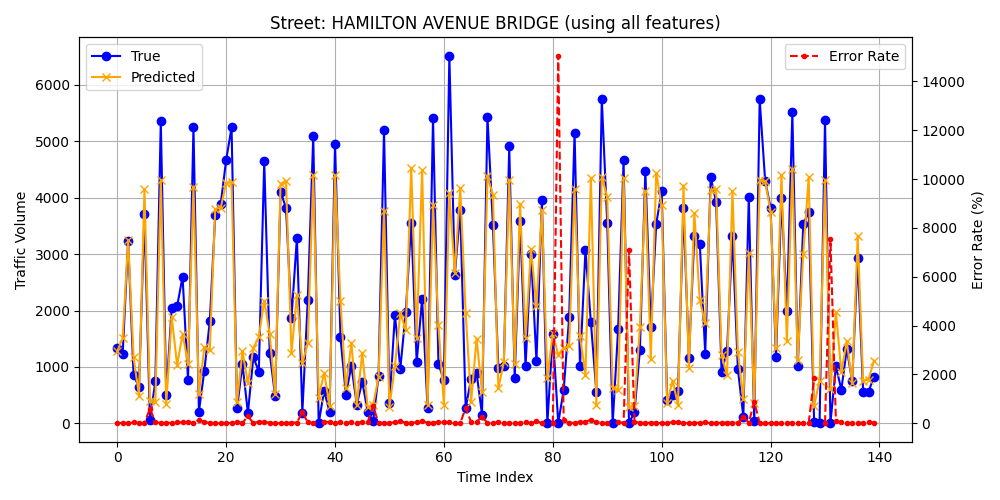 Street: HAMILTON AVENUE BRIDGE (using all features)
True
Predicted
Error Rate
Traffic Volume
6000
5000
4000
3000
2000
1000
0
14000
12000
10000
8000
6000
4000
2000
0
Error Rate (%)
0 20 40 60 80 100 120 140
Time Index